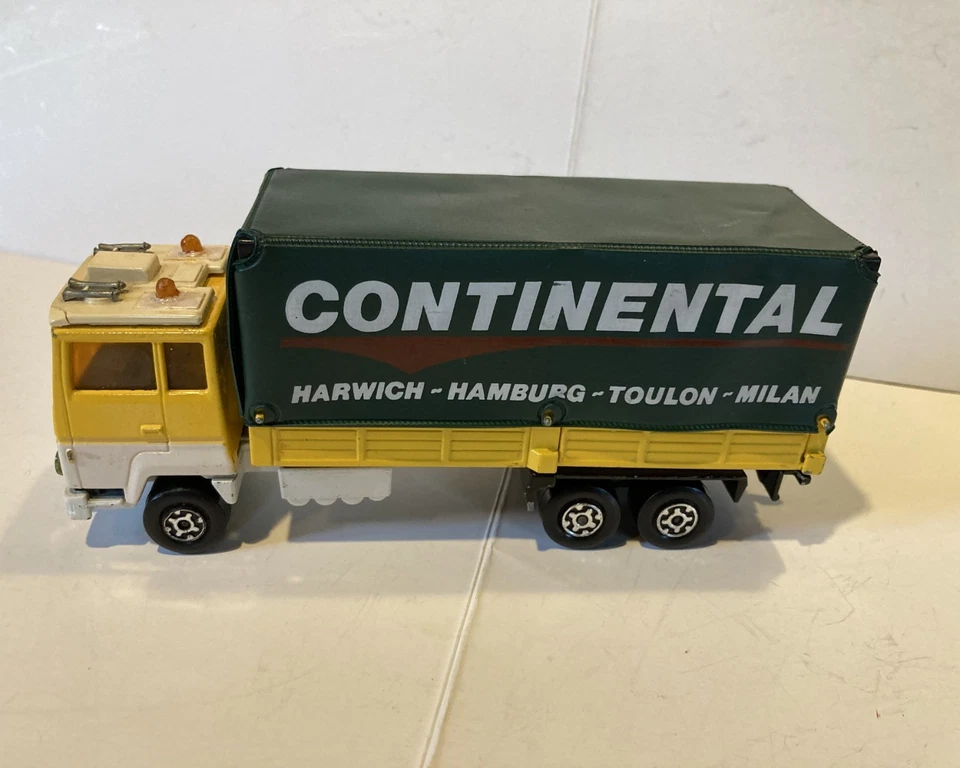 CONTINENTAL
HARWICH ~ HAMBURG ~ TOULON ~ MILAN